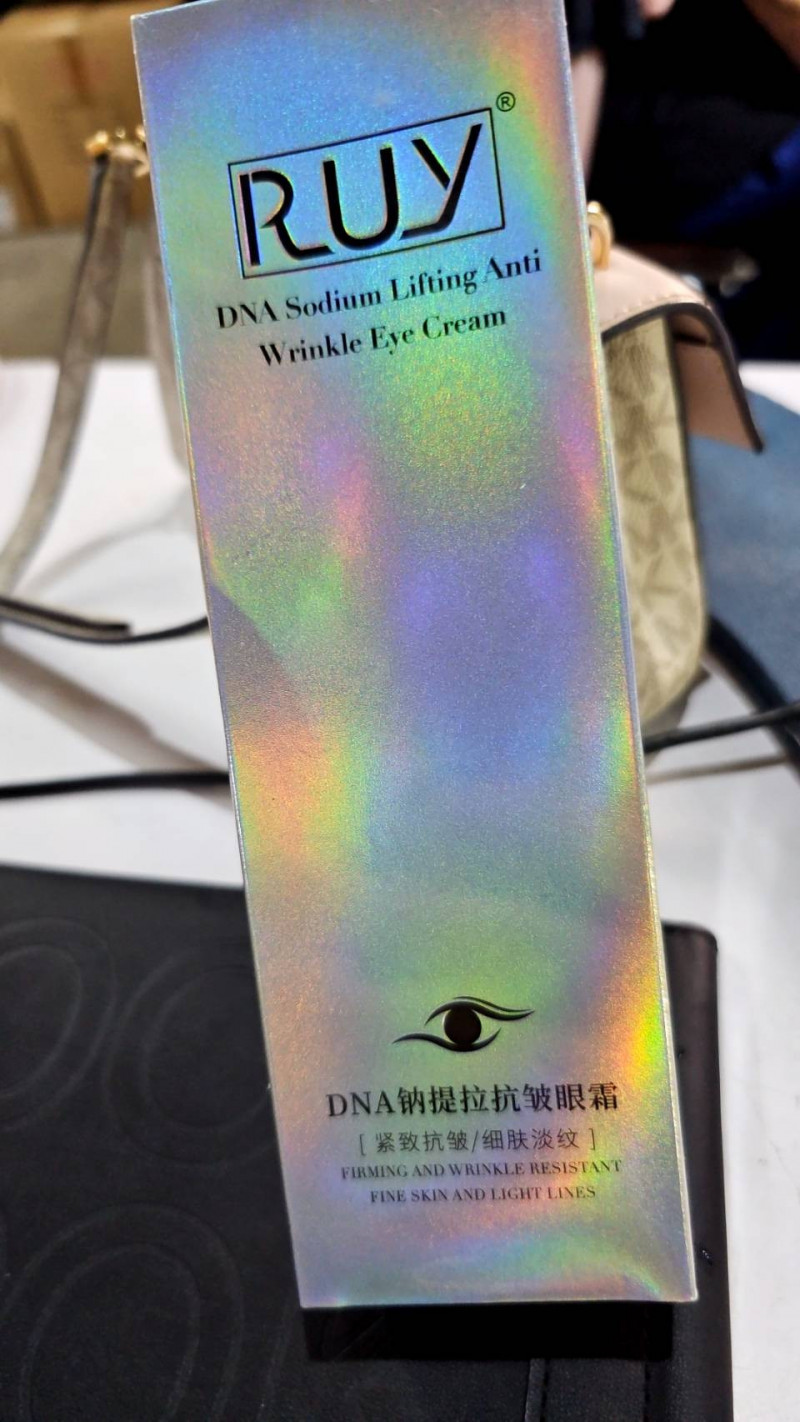 RUY®
DNA Sodium Lifting Anti
Wrinkle Eye Cream
DNA钠提拉抗皱眼霜
[ 紧致抗皱/细肤淡纹 ]
FIRMING AND WRINKLE RESISTANT
FINE SKIN AND LIGHT LINES